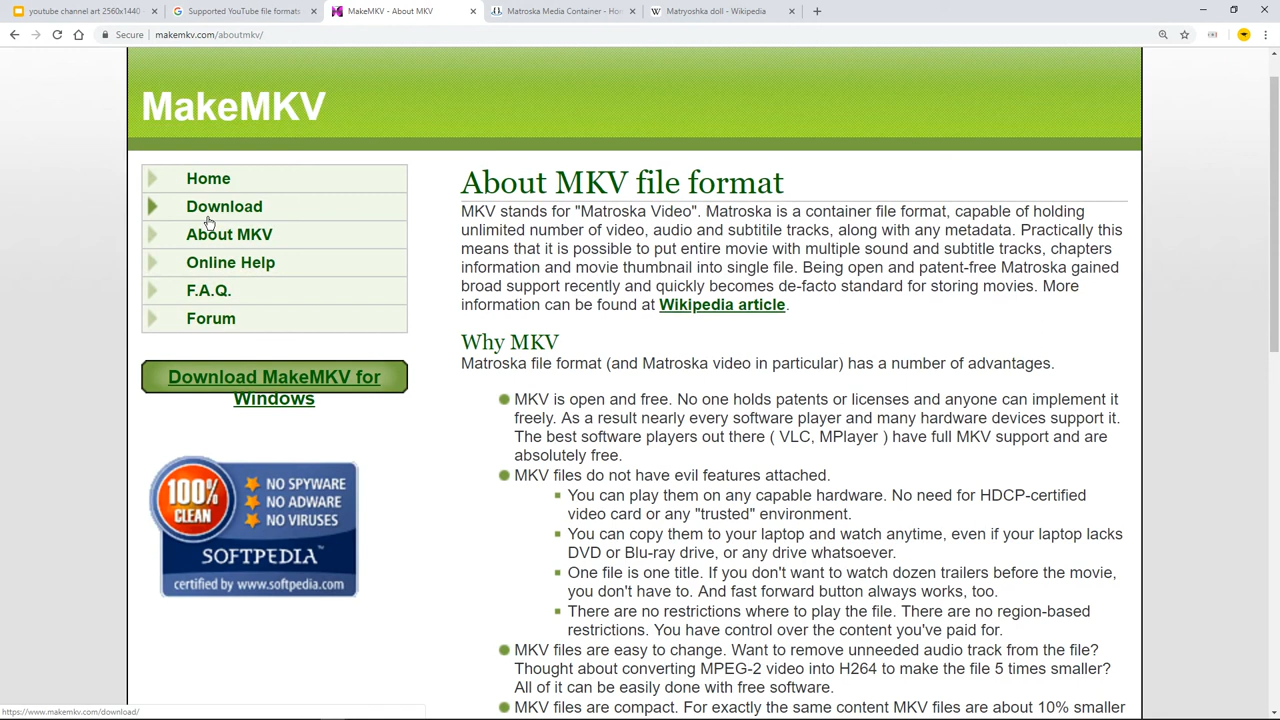 youtube channel art 2560x1440
Supported YouTube file formats
MakeMKV - About MKV
Matroska Media Container - Ho
Matryoshka doll - Wikipedia
Secure
makemkv.com/aboutmkv/
MakeMKV
Home
Download
About MKV
Online Help
F.A.Q.
Forum
Download MakeMKV for
Windows
100%
CLEAN
NO SPYWARE
NO ADWARE
NO VIRUSES
SOFTPEDIA™
certified by www.softpedia.com
About MKV file format
MKV stands for "Matroska Video". Matroska is a container file format, capable of holding
unlimited number of video, audio and subtitile tracks, along with any metadata. Practically this
means that it is possible to put entire movie with multiple sound and subtitle tracks, chapters
information and movie thumbnail into single file. Being open and patent-free Matroska gained
broad support recently and quickly becomes de-facto standard for storing movies. More
information can be found at Wikipedia article.
Why MKV
Matroska file format (and Matroska video in particular) has a number of advantages.
MKV is open and free. No one holds patents or licenses and anyone can implement it
freely. As a result nearly every software player and many hardware devices support it.
The best software players out there ( VLC, MPlayer ) have full MKV support and are
absolutely free.
MKV files do not have evil features attached.
You can play them on any capable hardware. No need for HDCP-certified
video card or any "trusted" environment.
You can copy them to your laptop and watch anytime, even if your laptop lacks
DVD or Blu-ray drive, or any drive whatsoever.
One file is one title. If you don't want to watch dozen trailers before the movie,
you don't have to. And fast forward button always works, too.
There are no restrictions where to play the file. There are no region-based
restrictions. You have control over the content you've paid for.
MKV files are easy to change. Want to remove unneeded audio track from the file?
Thought about converting MPEG-2 video into H264 to make the file 5 times smaller?
All of it can be easily done with free software.
MKV files are compact. For exactly the same content MKV files are about 10% smaller
https://www.makemkv.com/download/